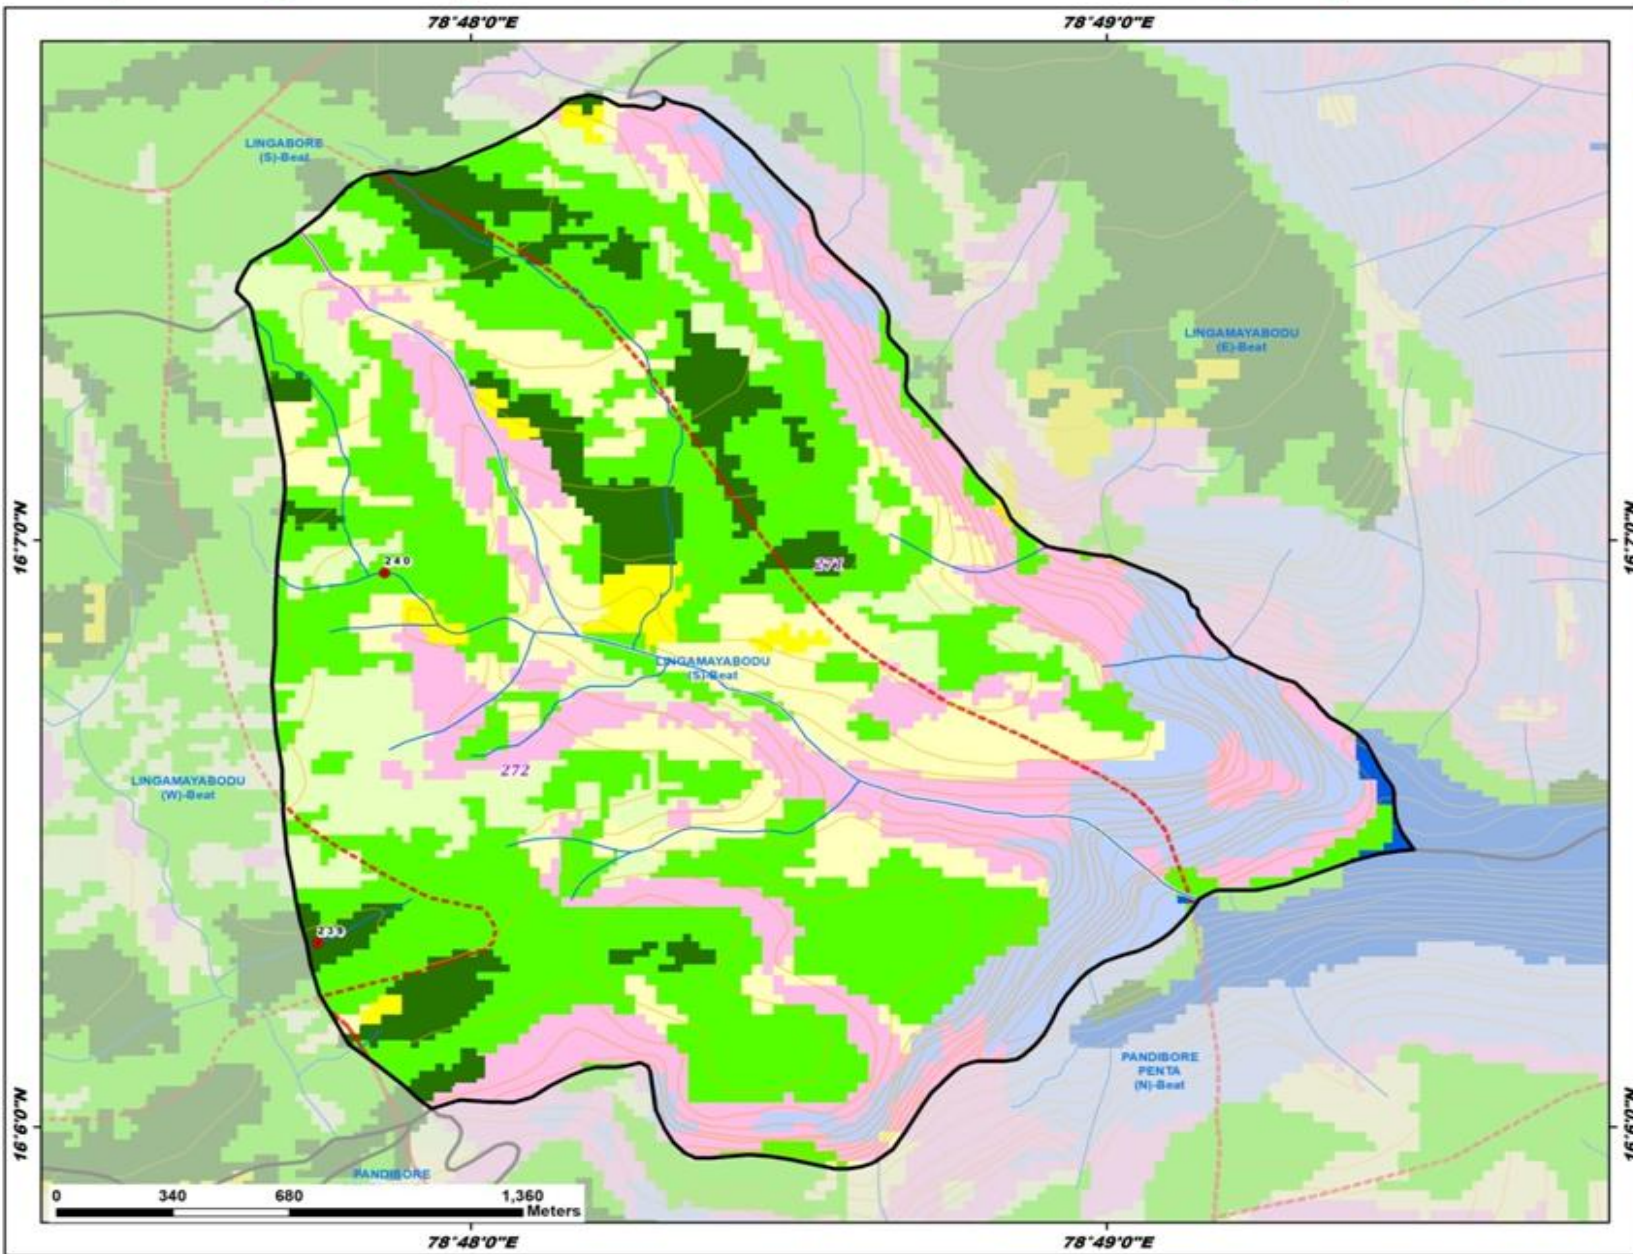 78°48'0"E
78°49'0"E
LINGABORE
(S)-Beat
LINGAMAYABODU
(E)-Beat
16°7'0"N
16°7'0"N
240
271
LINGAMAYABODU
(S)-Beat
272
LINGAMAYABODU
(W)-Beat
239
PANDIBORE
PENTA
(N)-Beat
16°6'0"N
16°6'0"N
PANDIBORE
0
340
680
1,360
Meters
78°48'0"E
78°49'0"E